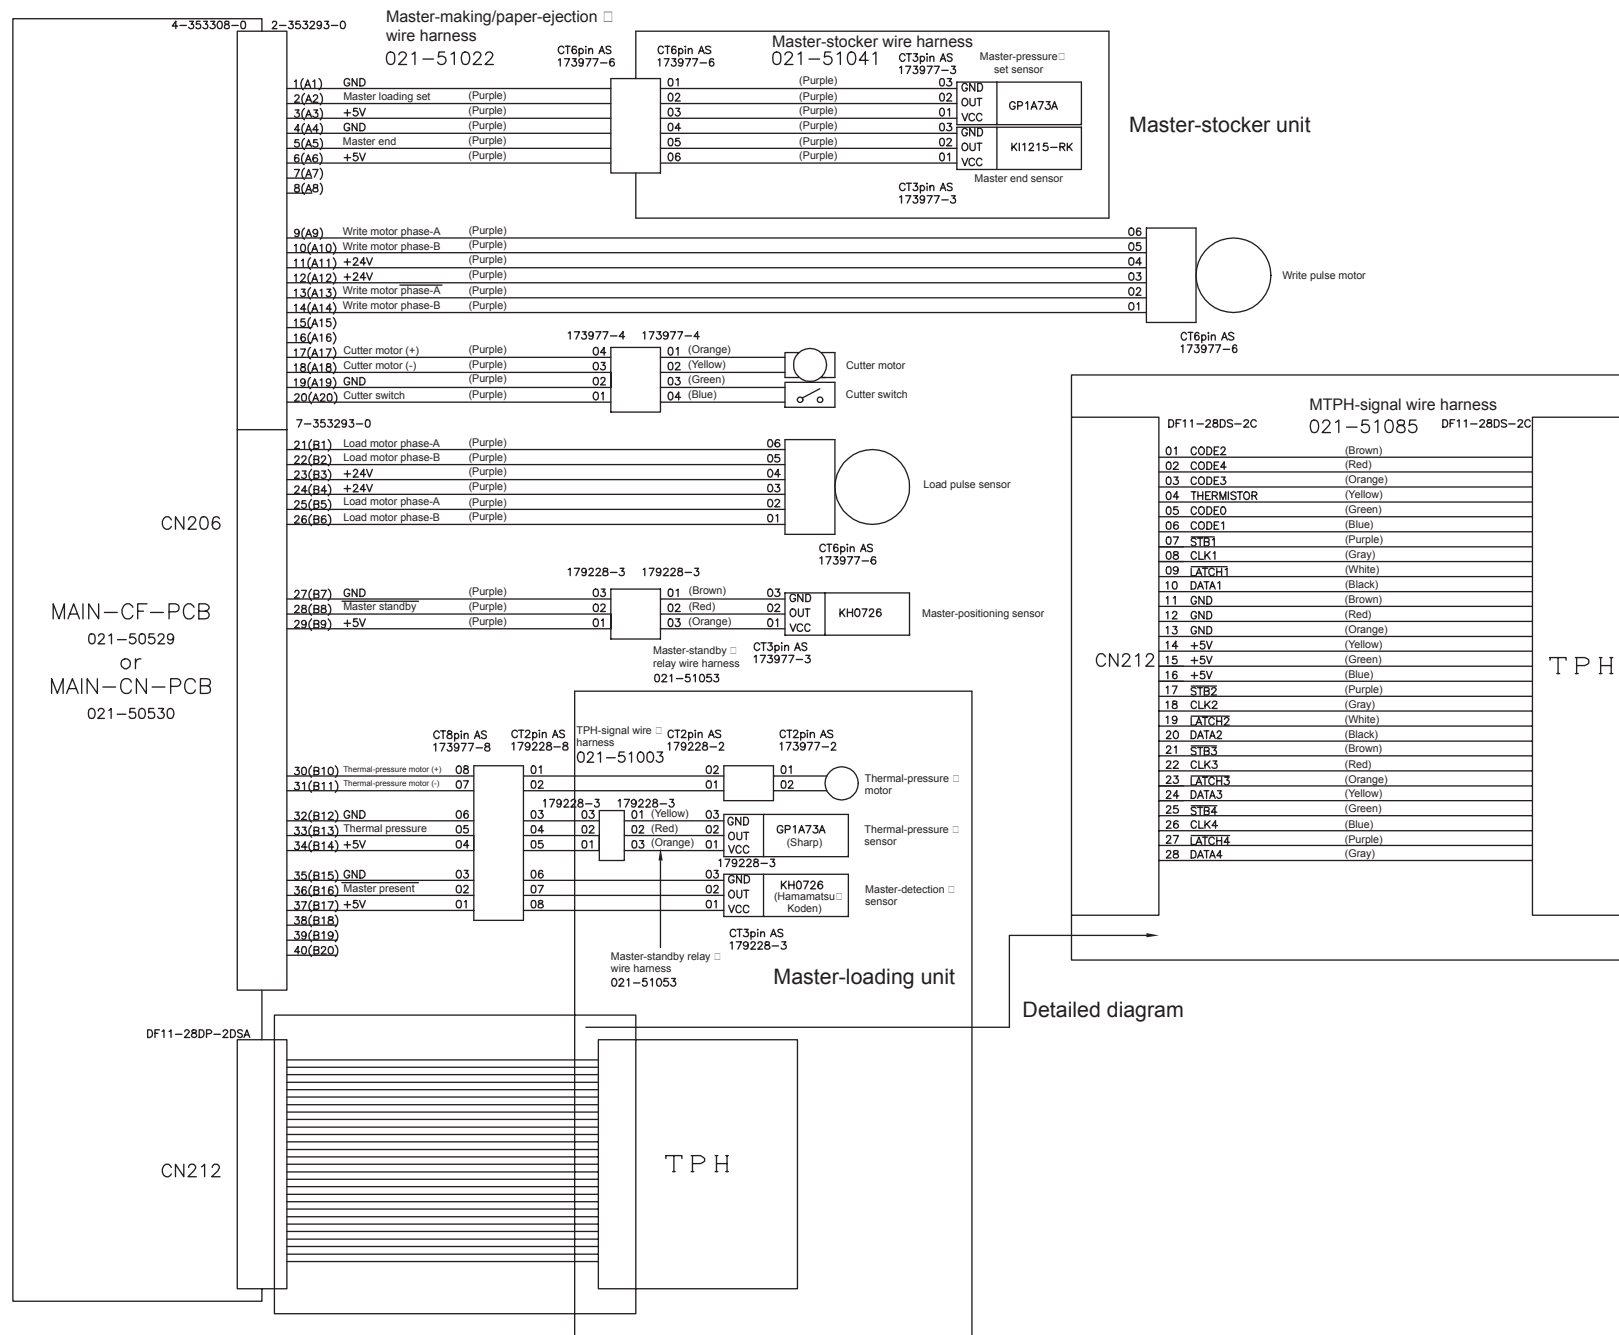 4-353308-0 2-353293-0
Master-making/paper-ejection □
wire harness
021-51022
CT6pin AS
173977-6
CT6pin AS
173977-6
1(A1) GND
2(A2) Master loading set (Purple)
3(A3) +5V (Purple)
4(A4) GND (Purple)
5(A5) Master end (Purple)
6(A6) +5V (Purple)
7(A7)
8(A8)
Master-stocker wire harness
021-51041
CT3pin AS
173977-3
Master-pressure□
set sensor
01 (Purple) 03 GND
02 (Purple) 02 OUT
03 (Purple) 01 VCC
GP1A73A
04 (Purple) 03 GND
05 (Purple) 02 OUT
06 (Purple) 01 VCC
KI1215-RK
Master end sensor
CT3pin AS
173977-3
Master-stocker unit
9(A9) Write motor phase-A (Purple) 06
10(A10) Write motor phase-B (Purple) 05
11(A11) +24V (Purple) 04
12(A12) +24V (Purple) 03
13(A13) Write motor phase-A (Purple) 02
14(A14) Write motor phase-B (Purple) 01
15(A15)
16(A16)
Write pulse motor
CT6pin AS
173977-6
173977-4 173977-4
17(A17) Cutter motor (+) (Purple) 04 01 (Orange)
18(A18) Cutter motor (-) (Purple) 03 02 (Yellow)
19(A19) GND (Purple) 02 03 (Green)
20(A20) Cutter switch (Purple) 01 04 (Blue)
Cutter motor
Cutter switch
7-353293-0
21(B1) Load motor phase-A (Purple) 06
22(B2) Load motor phase-B (Purple) 05
23(B3) +24V (Purple) 04
24(B4) +24V (Purple) 03
25(B5) Load motor phase-A (Purple) 02
26(B6) Load motor phase-B (Purple) 01
Load pulse sensor
CT6pin AS
173977-6
CN206
MAIN-CF-PCB
021-50529
or
MAIN-CN-PCB
021-50530
179228-3 179228-3
27(B7) GND (Purple) 03 01 (Brown) 03 GND
28(B8) Master standby (Purple) 02 02 (Red) 02 OUT
29(B9) +5V (Purple) 01 03 (Orange) 01 VCC
KH0726
Master-positioning sensor
Master-standby □
relay wire harness
021-51053
CT3pin AS
173977-3
CT8pin AS
173977-8
CT2pin AS
179228-8
TPH-signal wire □
harness
021-51003
CT2pin AS
179228-2
CT2pin AS
173977-2
30(B10) Thermal-pressure motor (+) 08 01 02 01
31(B11) Thermal-pressure motor (-) 07 02 01 02
Thermal-pressure □
motor
179228-3 179228-3
32(B12) GND 06 03 03 01 (Yellow) 03 GND
33(B13) Thermal pressure 05 04 02 02 (Red) 02 OUT
34(B14) +5V 04 05 01 03 (Orange) 01 VCC
GP1A73A
(Sharp)
Thermal-pressure □
sensor
179228-3
35(B15) GND 03 06 03 GND
36(B16) Master present 02 07 02 OUT
37(B17) +5V 01 08 01 VCC
38(B18)
39(B19)
40(B20)
KH0726
(Hamamatsu□
Koden)
Master-detection □
sensor
CT3pin AS
179228-3
Master-standby relay □
wire harness
021-51053
Master-loading unit
Detailed diagram
DF11-28DP-2DSA
CN212
TPH
MTPH-signal wire harness
021-51085
DF11-28DS-2C DF11-28DS-2C
01 CODE2 (Brown)
02 CODE4 (Red)
03 CODE3 (Orange)
04 THERMISTOR (Yellow)
05 CODE0 (Green)
06 CODE1 (Blue)
07 STB1 (Purple)
08 CLK1 (Gray)
09 LATCH1 (White)
10 DATA1 (Black)
11 GND (Brown)
12 GND (Red)
13 GND (Orange)
14 +5V (Yellow)
15 +5V (Green)
16 +5V (Blue)
17 STB2 (Purple)
18 CLK2 (Gray)
19 LATCH2 (White)
20 DATA2 (Black)
21 STB3 (Brown)
22 CLK3 (Red)
23 LATCH3 (Orange)
24 DATA3 (Yellow)
25 STB4 (Green)
26 CLK4 (Blue)
27 LATCH4 (Purple)
28 DATA4 (Gray)
CN212
TPH